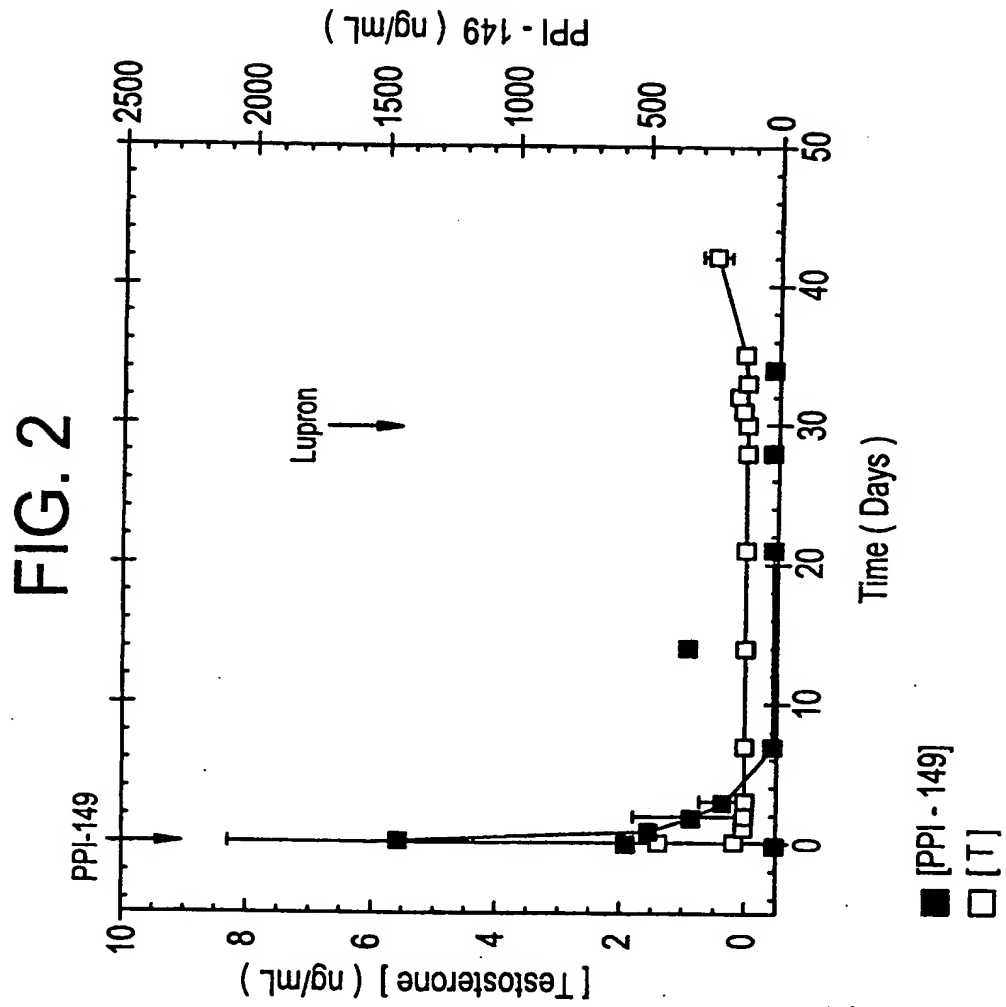 FIG. 2
PPI-149
Lupron
[ Testosterone ] ( ng/mL )
10
8
6
4
2
0
PPI - 149 ( ng/mL )
2500
2000
1500
1000
500
0
0
10
20
30
40
50
Time ( Days )
[PPI - 149]
[ T ]